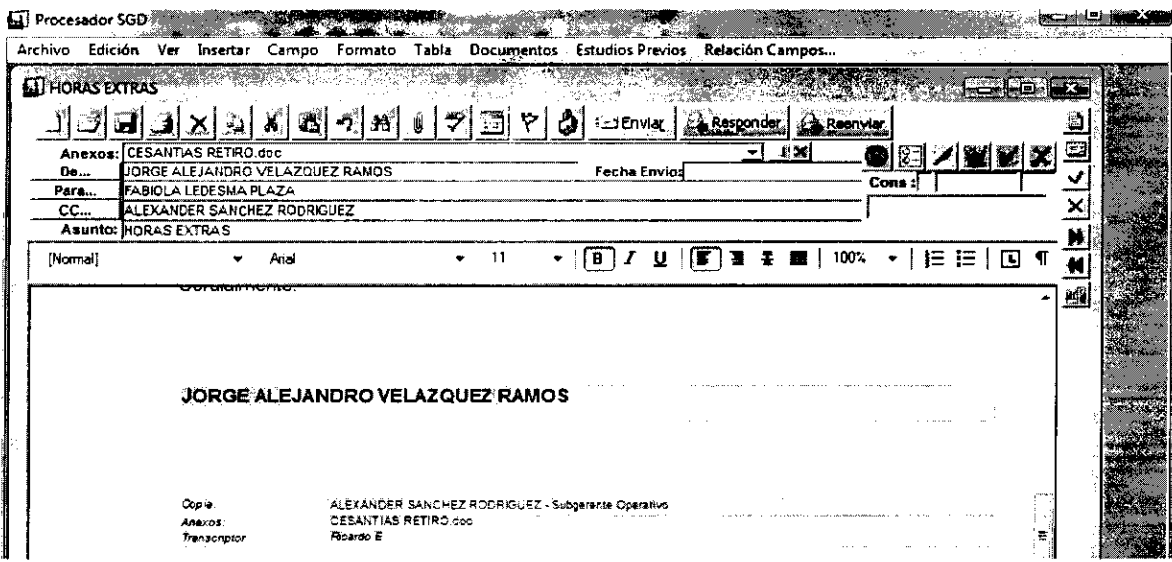 Procesador SGD
Archivo Edición Ver Insertar Campo Formato Tabla Documentos Estudios Previos Relación Campos...
HORAS EXTRAS
Enviar Responder Reenviar
Anexos: CESANTIAS RETIRO.doc
De... JORGE ALEJANDRO VELAZQUEZ RAMOS Fecha Envio:
Cons :
Para... FABIOLA LEDESMA PLAZA
CC... ALEXANDER SANCHEZ RODRIGUEZ
Asunto: HORAS EXTRAS
[Normal] Arial 11 B I U 100% ¶
Cordialmente.
JORGE ALEJANDRO VELAZQUEZ RAMOS
Copia: ALEXANDER SANCHEZ RODRIGUEZ - Subgerente Operativo
Anexos: CESANTIAS RETIRO.doc
Transcriptor Ricardo E